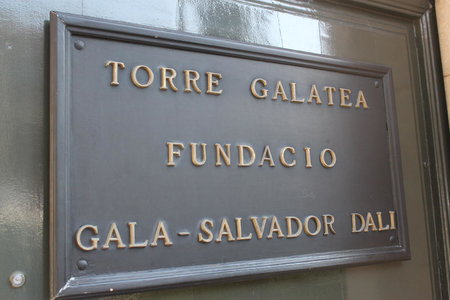 TORRE GALATEA
FUNDACIO
GALA-SALVADOR DALI